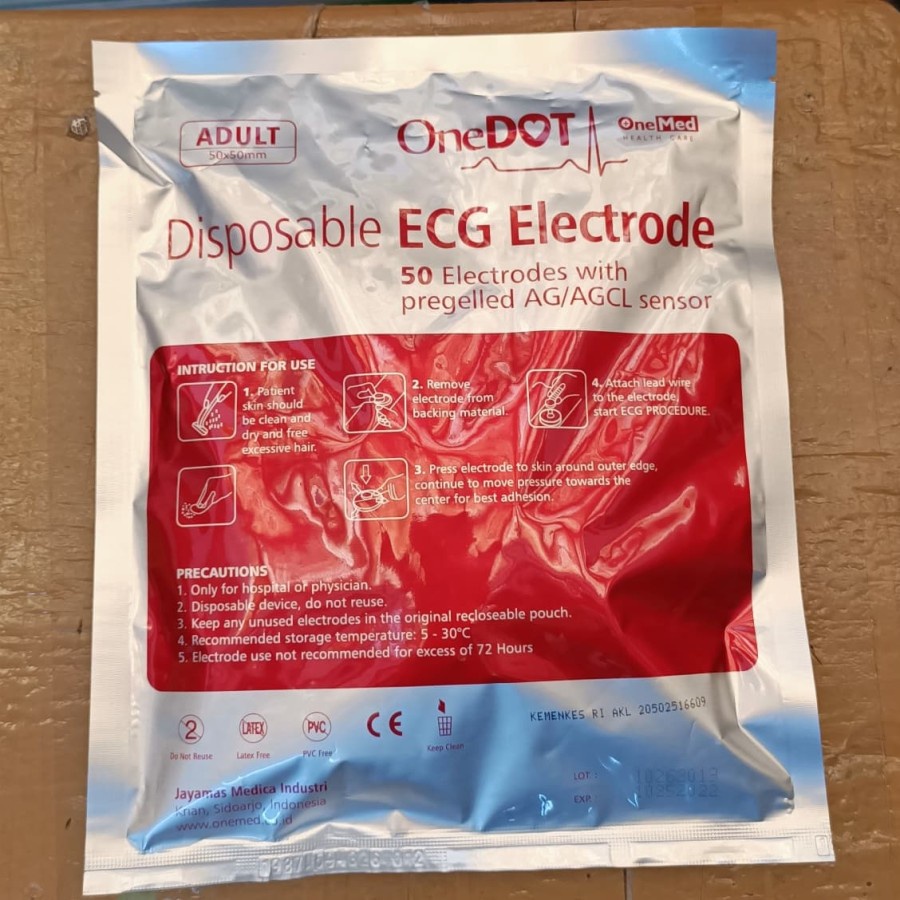 ADULT
50x50mm
OneDOT
OneMed
HEALTH CARE
Disposable ECG Electrode
50 Electrodes with
pregelled AG/AGCL sensor
INTRUCTION FOR USE
1. Patient
skin should
be clean and
dry and free
excessive hair.
2. Remove
electrode from
backing material.
3. Press electrode to skin around outer edge,
continue to move pressure towards the
center for best adhesion.
4. Attach lead wire
to the electrode,
start ECG PROCEDURE.
PRECAUTIONS
1. Only for hospital or physician.
2. Disposable device, do not reuse.
3. Keep any unused electrodes in the original recloseable pouch.
4. Recommended storage temperature: 5 - 30°C
5. Electrode use not recommended for excess of 72 Hours
2
Do Not Reuse
LATEX
Latex Free
PVC
PVC Free
CE
Keep Clean
KEMENKES RI AKL 20502516609
LOT :
EXP.
Jayamas Medica Industri
Krian, Sidoarjo, Indonesia